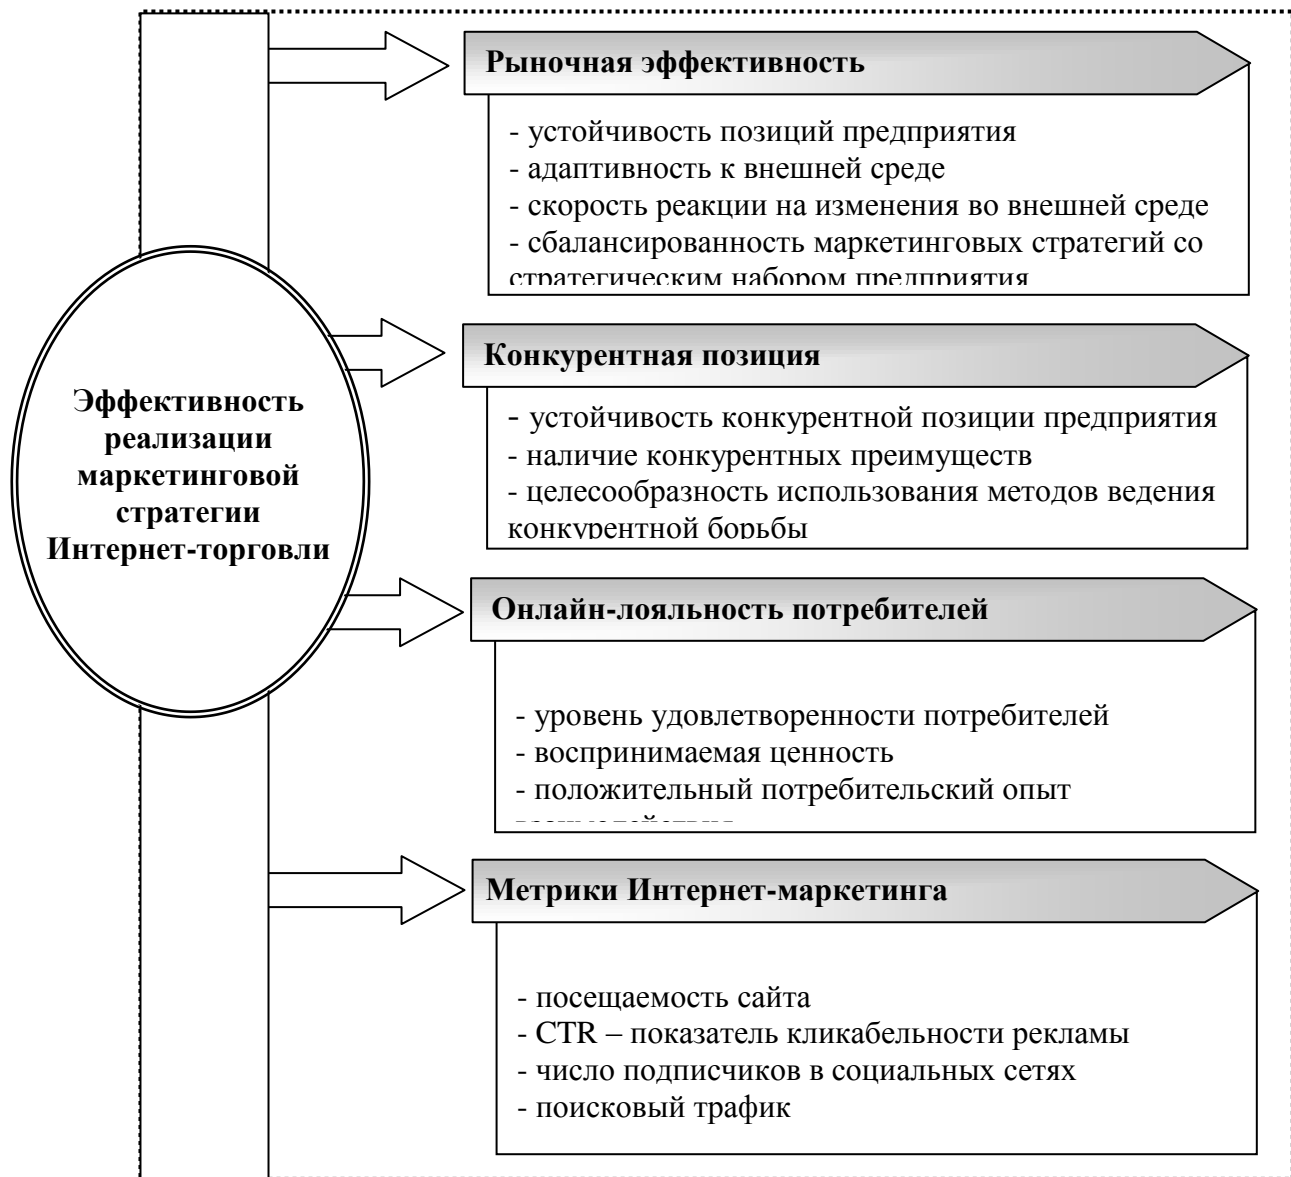 Эффективность
реализации
маркетинговой
стратегии
Интернет-торговли
Рыночная эффективность
- устойчивость позиций предприятия
- адаптивность к внешней среде
- скорость реакции на изменения во внешней среде
- сбалансированность маркетинговых стратегий со
стратегическим набором предприятия
Конкурентная позиция
- устойчивость конкурентной позиции предприятия
- наличие конкурентных преимуществ
- целесообразность использования методов ведения
конкурентной борьбы
Онлайн-лояльность потребителей
- уровень удовлетворенности потребителей
- воспринимаемая ценность
- положительный потребительский опыт
Метрики Интернет-маркетинга
- посещаемость сайта
- CTR – показатель кликабельности рекламы
- число подписчиков в социальных сетях
- поисковый трафик